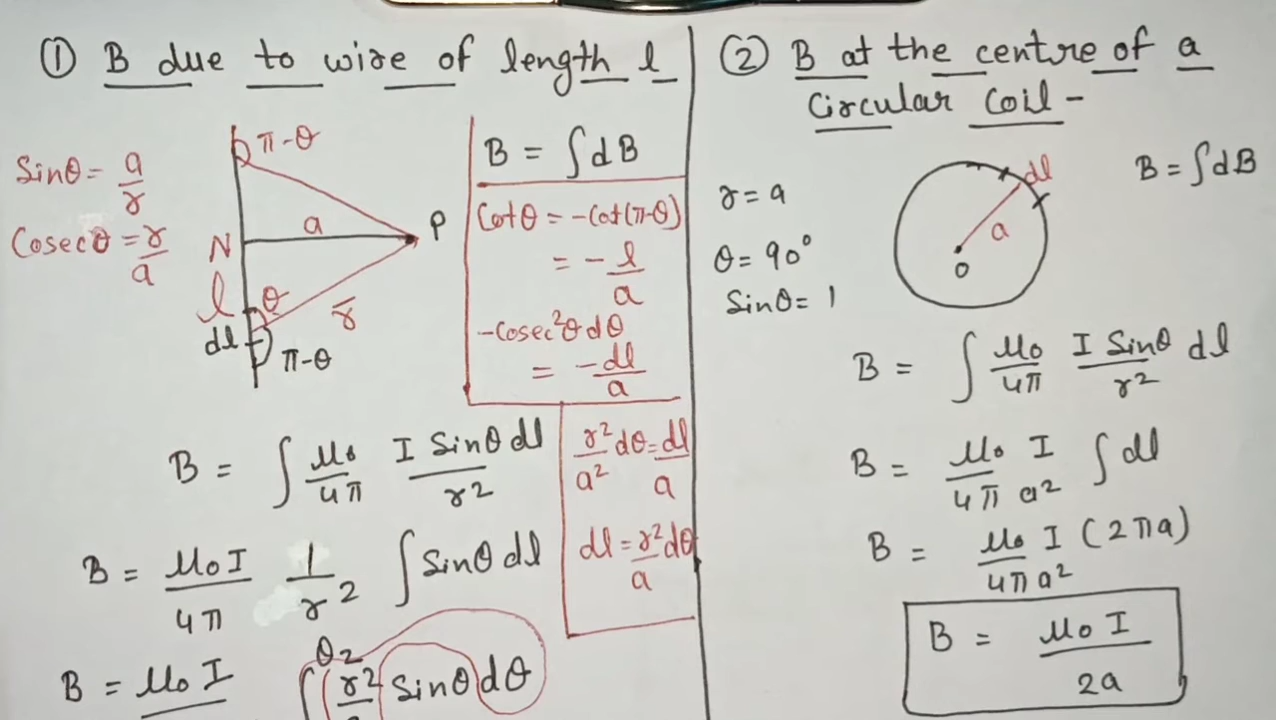 ① B due to wire of length l
Sinθ = a/r
Cosecθ = r/a
π-θ
a
P
N
l
θ
r̄
dl
π-θ
B = ∫dB
Cotθ = -Cot(π-θ)
= - l/a
-Cosec²θ dθ
= -dl/a
B = ∫ μ₀/4π I Sinθ dl/r²
r²/a² dθ = dl/a
dl = r²dθ/a
B = μ₀I/4π 1/r² ∫ Sinθ dl
B = μ₀I ∫ θ₂ r² Sinθ dθ
② B at the centre of a
Circular Coil -
r = a
θ = 90°
Sinθ = 1
dl
a
o
B = ∫dB
B = ∫ μ₀/4π I Sinθ/r² dl
B = μ₀/4π I/a² ∫ dl
B = μ₀/4π I/a² (2πa)
B = μ₀I/2a